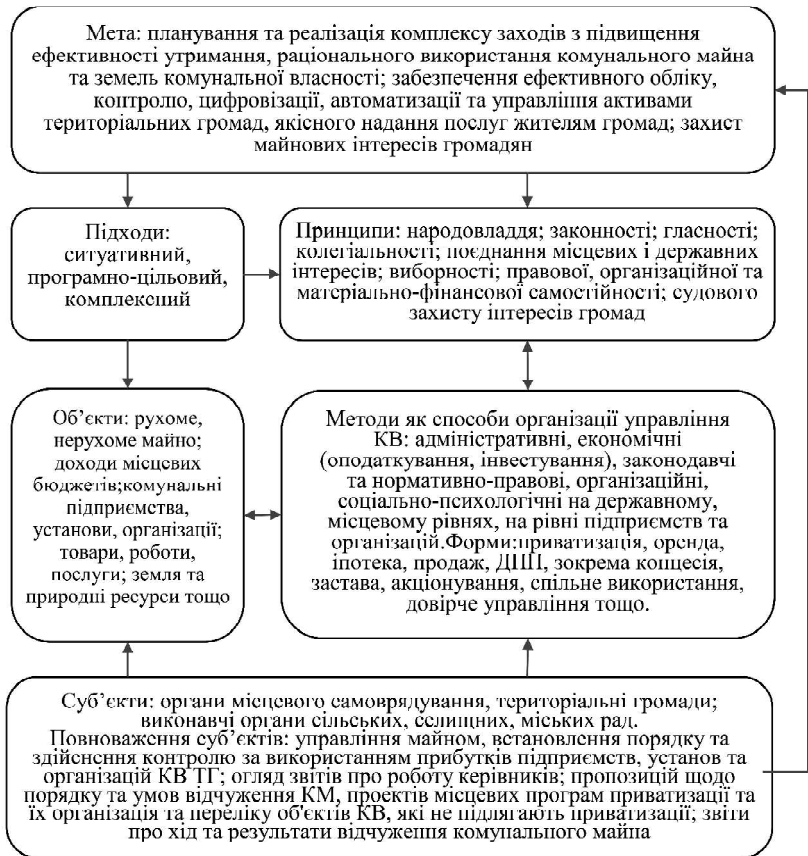 Мета: планування та реалізація комплексу заходів з підвищення
ефективності утримання, раціонального використання комунального майна
та земель комунальної власності; забезпечення ефективного обліку,
контролю, цифровізації, автоматизації та управління активами
територіальних громад, якісного надання послуг жителям громад; захист
майнових інтересів громадян
Підходи:
ситуативний,
програмно-цільовий,
комплексний
Принципи: народовладдя; законності; гласності;
колегіальності; поєднання місцевих і державних
інтересів; виборності; правової, організаційної та
матеріально-фінансової самостійності; судового
захисту інтересів громад
Об’єкти: рухоме,
нерухоме майно;
доходи місцевих
бюджетів;комунальні
підприємства,
установи, організації;
товари, роботи,
послуги; земля та
природні ресурси тощо
Методи як способи організації управління
КВ: адміністративні, економічні
(оподаткування, інвестування), законодавчі
та нормативно-правові, організаційні,
соціально-психологічні на державному,
місцевому рівнях, на рівні підприємств та
організацій.Форми:приватизація, оренда,
іпотека, продаж, ДПП, зокрема концесія,
застава, акціонування, спільне використання,
довірче управління тощо.
Суб’єкти: органи місцевого самоврядування, територіальні громади;
виконавчі органи сільських, селищних, міських рад.
Повноваження суб’єктів: управління майном, встановлення порядку та
здійснення контролю за використанням прибутків підприємств, установ та
організацій КВ ТГ; огляд звітів про роботу керівників; пропозицій щодо
порядку та умов відчуження КМ, проектів місцевих програм приватизації та
їх організація та переліку об'єктів КВ, які не підлягають приватизації; звіти
про хід та результати відчуження комунального майна